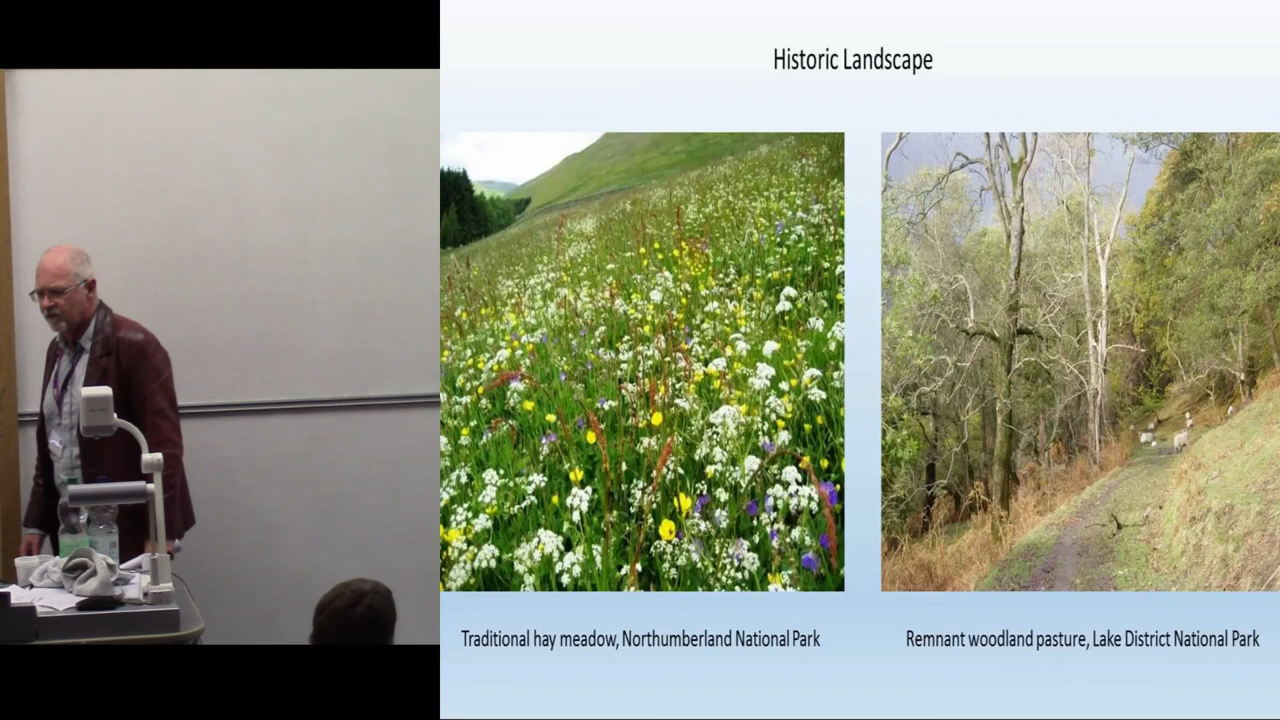 Historic Landscape
Traditional hay meadow, Northumberland National Park
Remnant woodland pasture, Lake District National Park